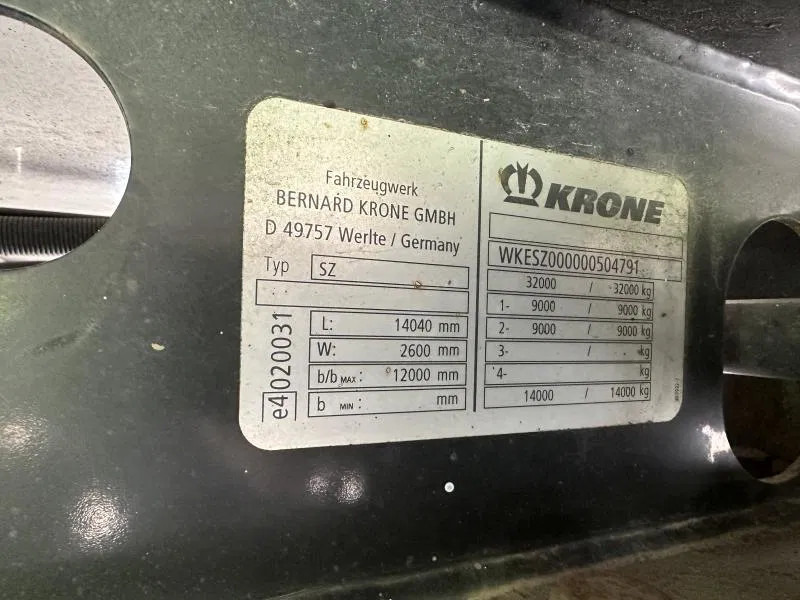 Fahrzeugwerk
BERNARD KRONE GMBH
D 49757 Werlte / Germany
Typ SZ
e4020031
L: 14040 mm
W: 2600 mm
b/b MAX: 12000 mm
b MIN: mm
KRONE
WKESZ000000504791
32000 / 32000 kg
1- 9000 / 9000 kg
2- 9000 / 9000 kg
3- / kg
4- kg
14000 / 14000 kg